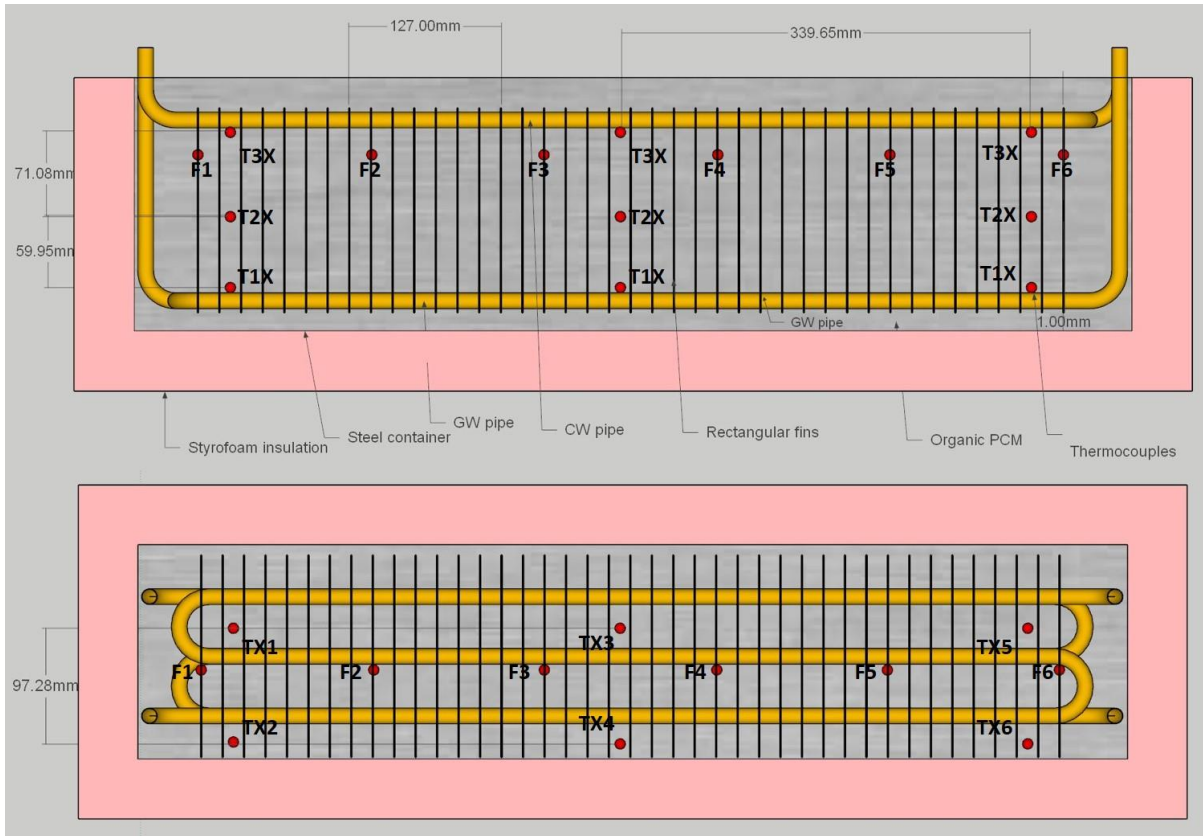 127.00mm
339.65mm
T3X
T3X
T3X
F1
F2
F3
F4
F5
F6
71.08mm
T2X
T2X
T2X
59.95mm
T1X
T1X
T1X
GW pipe
1.00mm
GW pipe
CW pipe
Rectangular fins
Organic PCM
Steel container
Styrofoam insulation
Thermocouples
TX1
TX3
TX5
F1
F2
F3
F4
F5
F6
97.28mm
TX2
TX4
TX6